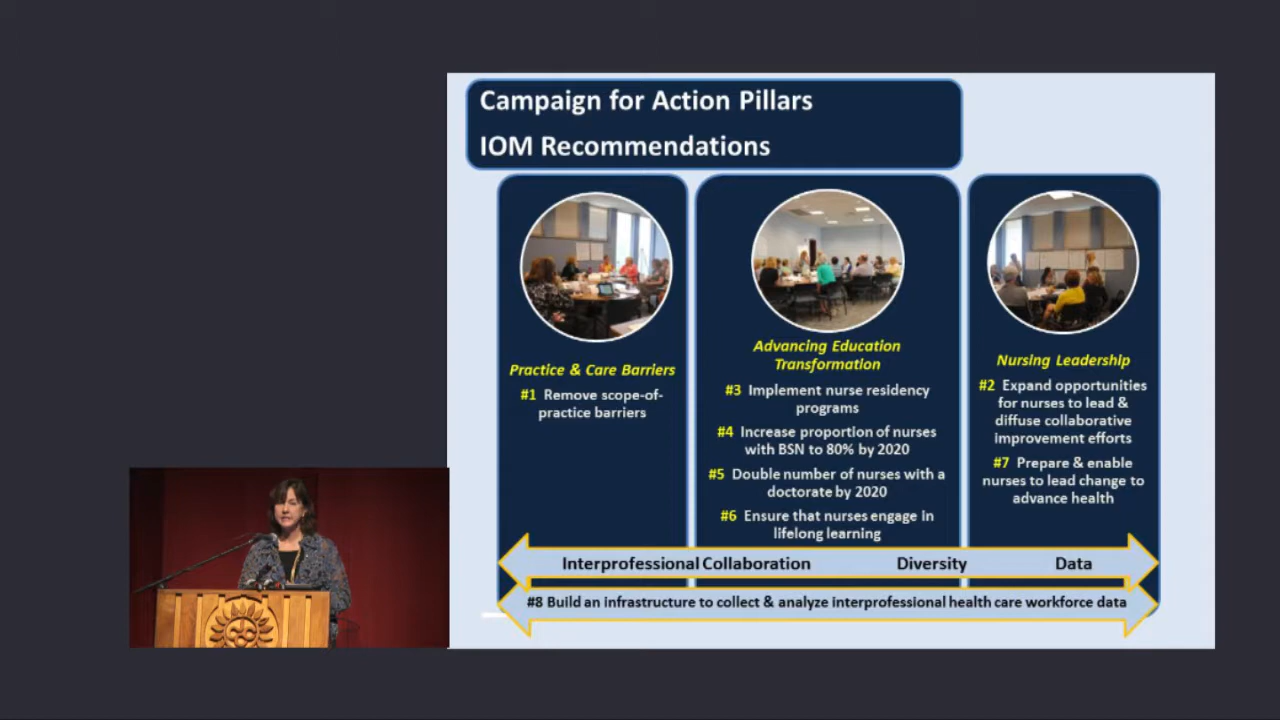 Campaign for Action Pillars
IOM Recommendations
Practice & Care Barriers
#1 Remove scope-of-
practice barriers
Advancing Education
Transformation
#3 Implement nurse residency
programs
#4 Increase proportion of nurses
with BSN to 80% by 2020
#5 Double number of nurses with a
doctorate by 2020
#6 Ensure that nurses engage in
lifelong learning
Nursing Leadership
#2 Expand opportunities
for nurses to lead &
diffuse collaborative
improvement efforts
#7 Prepare & enable
nurses to lead change to
advance health
Interprofessional Collaboration Diversity Data
#8 Build an infrastructure to collect & analyze interprofessional health care workforce data